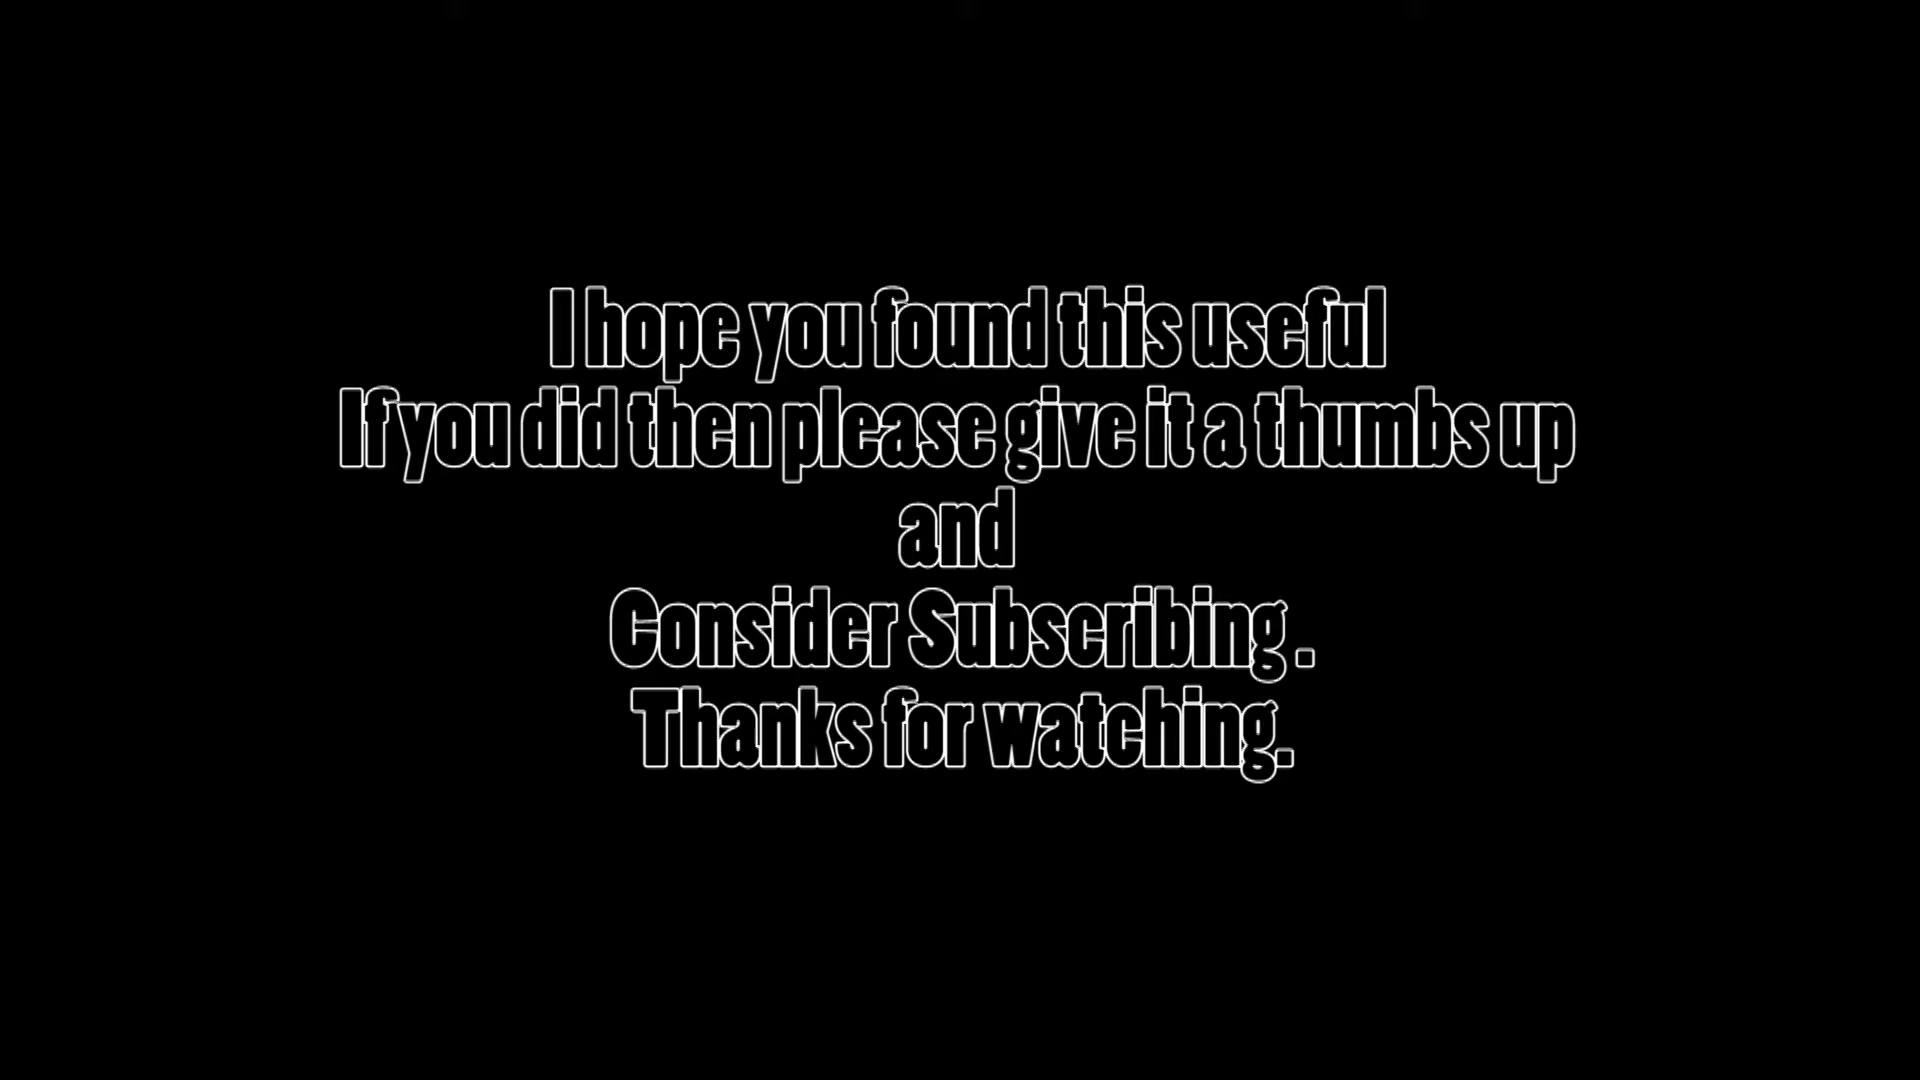 I hope you found this useful
If you did then please give it a thumbs up
and
Consider Subscribing .
Thanks for watching.